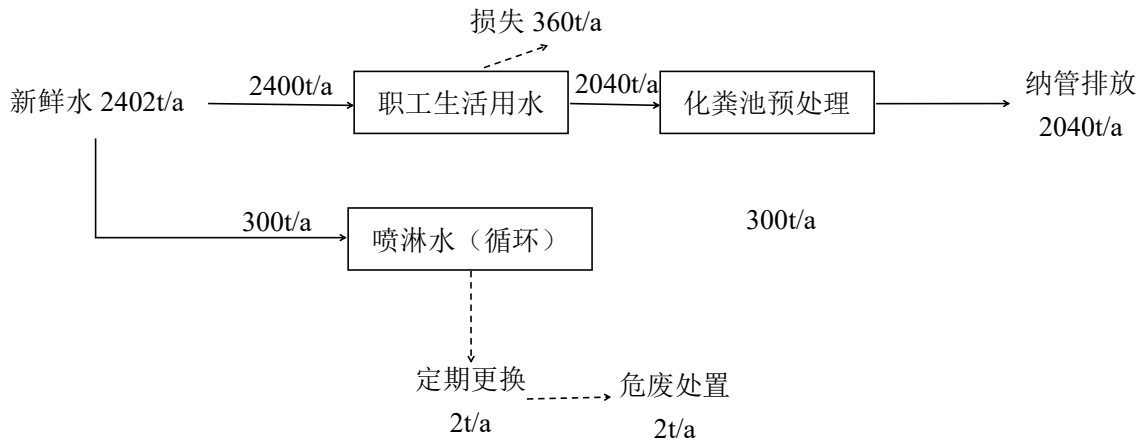 损失 360t/a
新鲜水 2402t/a
2400t/a
职工生活用水
2040t/a
化粪池预处理
纳管排放
2040t/a
300t/a
喷淋水（循环）
300t/a
定期更换
2t/a
危废处置
2t/a